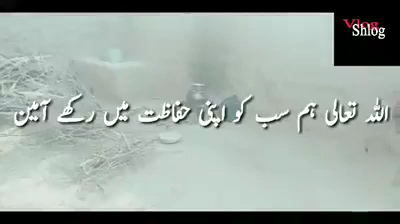 Vlog
Shlog
اللہ تعالی ہم سب کو اپنی حفاظت میں رکھے آمین